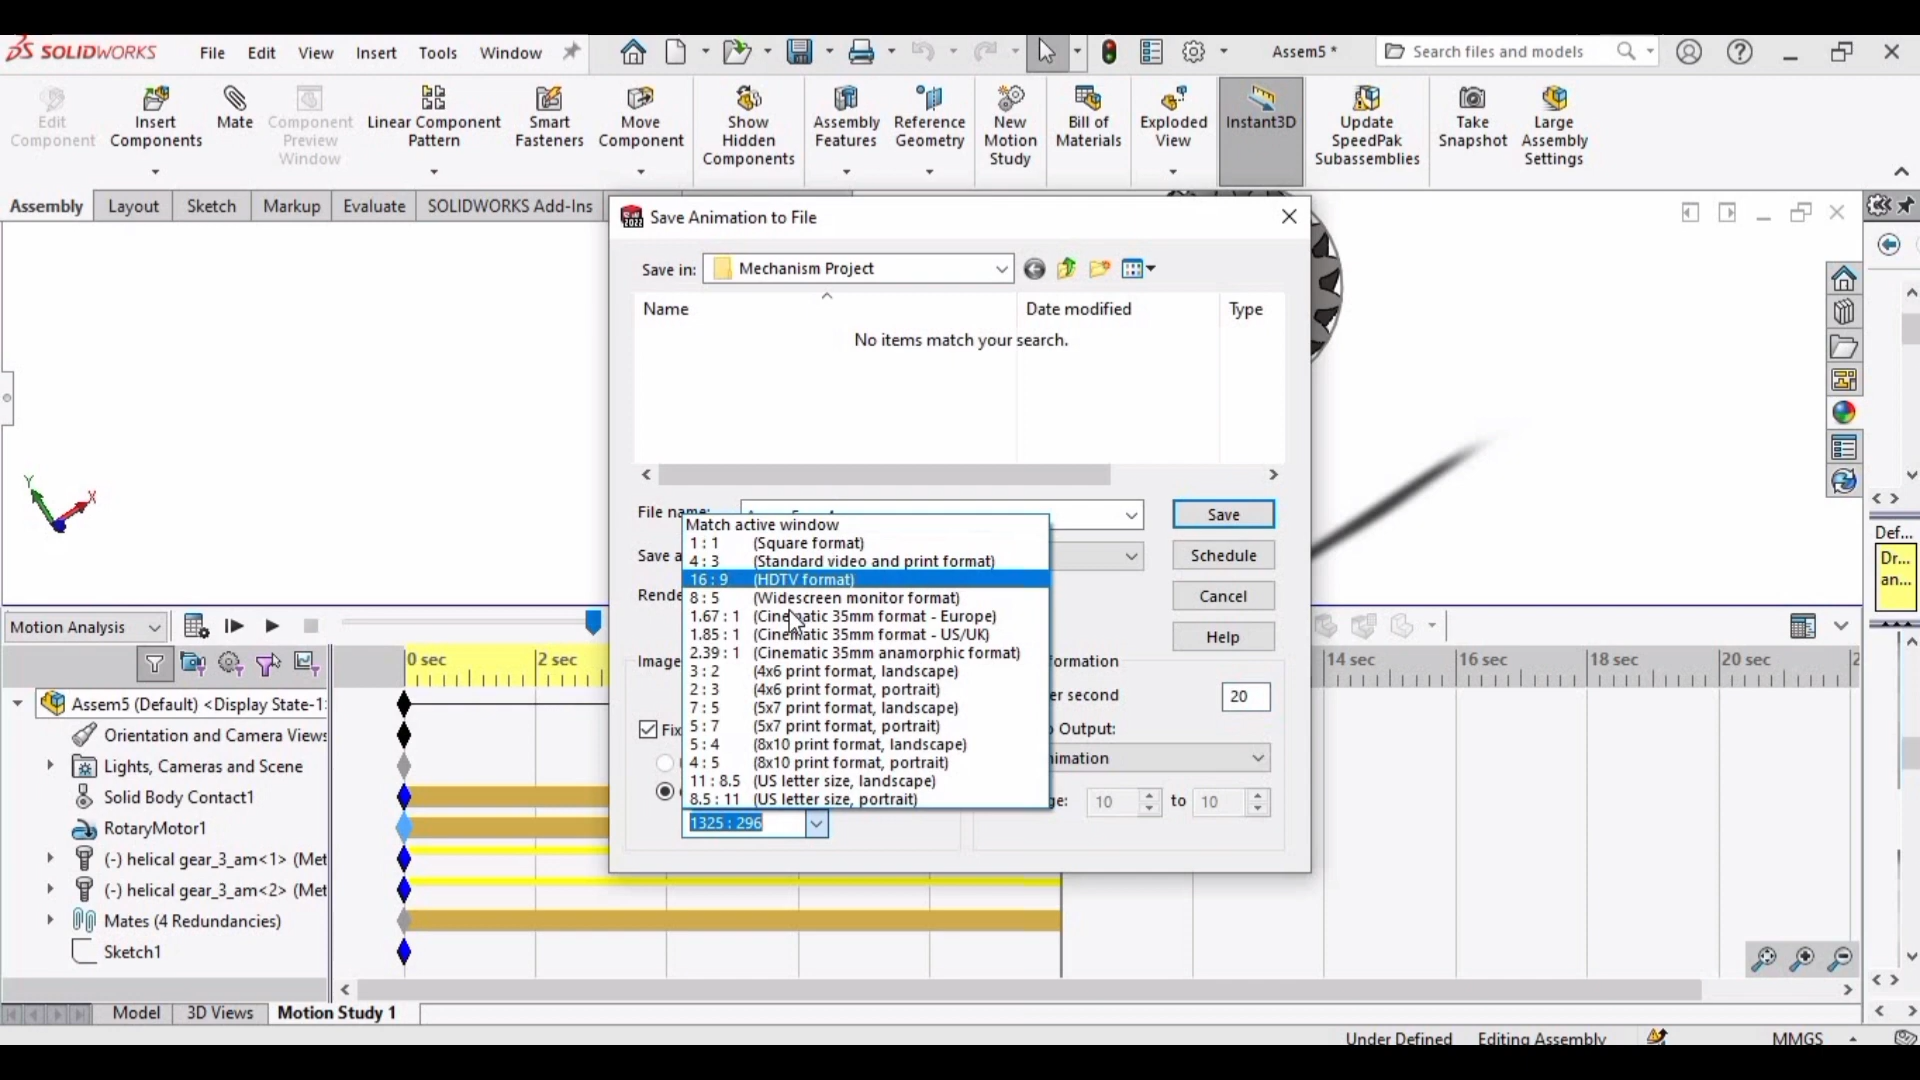 SOLIDWORKS File Edit View Insert Tools Window Assem5 * Search files and models
Edit Component
Insert Components
Mate
Component Preview Window
Linear Component Pattern
Smart Fasteners
Move Component
Show Hidden Components
Assembly Features
Reference Geometry
New Motion Study
Bill of Materials
Exploded View
Instant3D
Update SpeedPak Subassemblies
Take Snapshot
Large Assembly Settings
Assembly Layout Sketch Markup Evaluate SOLIDWORKS Add-Ins
2022 Save Animation to File
Save in: Mechanism Project
Name Date modified Type
No items match your search.
File name:
Save
Save a
Schedule
Rende
Cancel
Help
Match active window
1 : 1 (Square format)
4 : 3 (Standard video and print format)
16 : 9 (HDTV format)
8 : 5 (Widescreen monitor format)
1.67 : 1 (Cinematic 35mm format - Europe)
1.85 : 1 (Cinematic 35mm format - US/UK)
2.39 : 1 (Cinematic 35mm anamorphic format)
3 : 2 (4x6 print format, landscape)
2 : 3 (4x6 print format, portrait)
7 : 5 (5x7 print format, landscape)
5 : 7 (5x7 print format, portrait)
5 : 4 (8x10 print format, landscape)
4 : 5 (8x10 print format, portrait)
11 : 8.5 (US letter size, landscape)
8.5 : 11 (US letter size, portrait)
1325 : 296
Image
formation
er second 20
Fix
Output:
nimation
ge: 10 to 10
Y
X
Def...
Dr...
an...
Motion Analysis
0 sec 2 sec 14 sec 16 sec 18 sec 20 sec
Assem5 (Default) <Display State-1
Orientation and Camera Views
Lights, Cameras and Scene
Solid Body Contact1
RotaryMotor1
(-) helical gear_3_am<1> (Met
(-) helical gear_3_am<2> (Met
Mates (4 Redundancies)
Sketch1
Model 3D Views Motion Study 1
Under Defined Editing Assembly MMGS